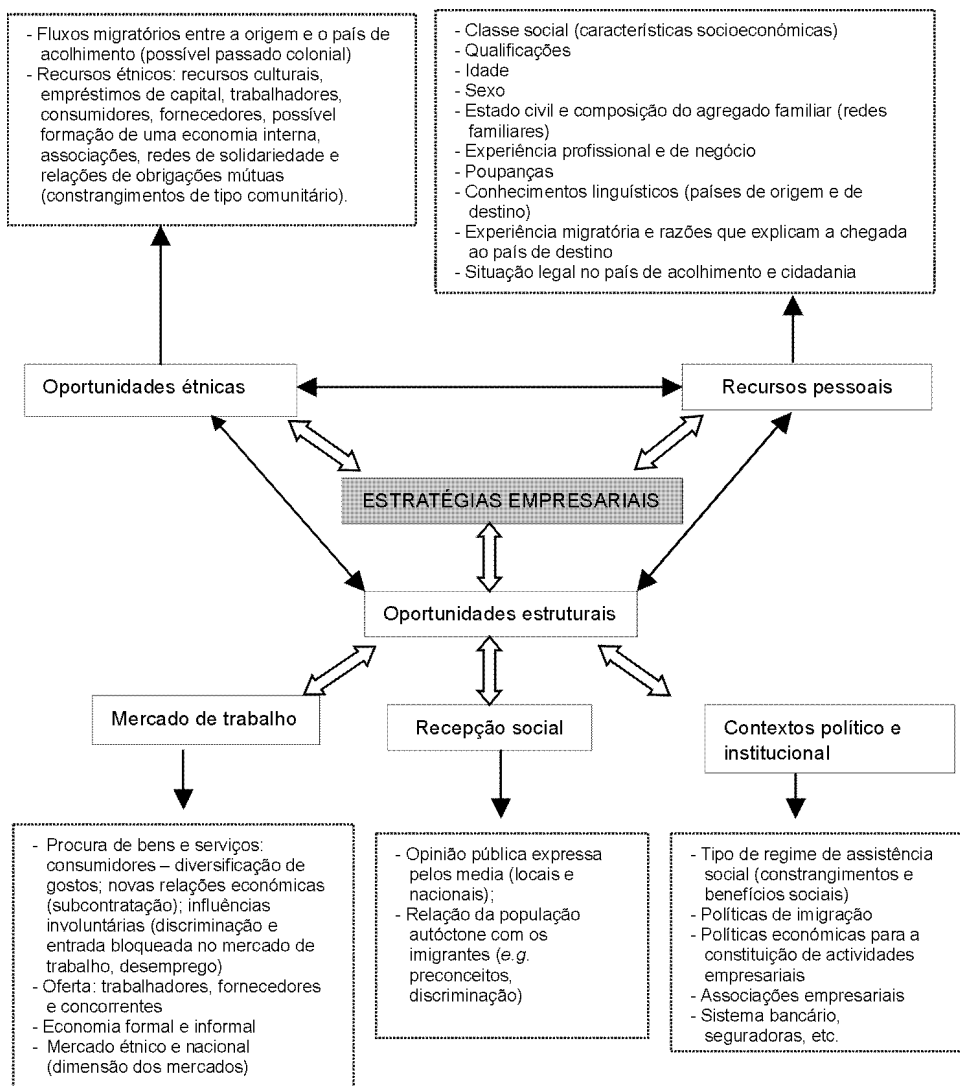 - Fluxos migratórios entre a origem e o país de
acolhimento (possível passado colonial)
- Recursos étnicos: recursos culturais,
empréstimos de capital, trabalhadores,
consumidores, fornecedores, possível
formação de uma economia interna,
associações, redes de solidariedade e
relações de obrigações mútuas
(constrangimentos de tipo comunitário).
- Classe social (características socioeconómicas)
- Qualificações
- Idade
- Sexo
- Estado civil e composição do agregado familiar (redes
familiares)
- Experiência profissional e de negócio
- Poupanças
- Conhecimentos linguísticos (países de origem e de
destino)
- Experiência migratória e razões que explicam a chegada
ao país de destino
- Situação legal no país de acolhimento e cidadania
Oportunidades étnicas
Recursos pessoais
ESTRATÉGIAS EMPRESARIAIS
Oportunidades estruturais
Mercado de trabalho
Recepção social
Contextos político e
institucional
- Procura de bens e serviços:
consumidores – diversificação de
gostos; novas relações económicas
(subcontratação); influências
involuntárias (discriminação e
entrada bloqueada no mercado de
trabalho, desemprego)
- Oferta: trabalhadores, fornecedores
e concorrentes
- Economia formal e informal
- Mercado étnico e nacional
(dimensão dos mercados)
- Opinião pública expressa
pelos media (locais e
nacionais);
- Relação da população
autóctone com os
imigrantes (e.g.
preconceitos,
discriminação)
- Tipo de regime de assistência
social (constrangimentos e
benefícios sociais)
- Políticas de imigração
- Políticas económicas para a
constituição de actividades
empresariais
- Associações empresariais
- Sistema bancário,
seguradoras, etc.